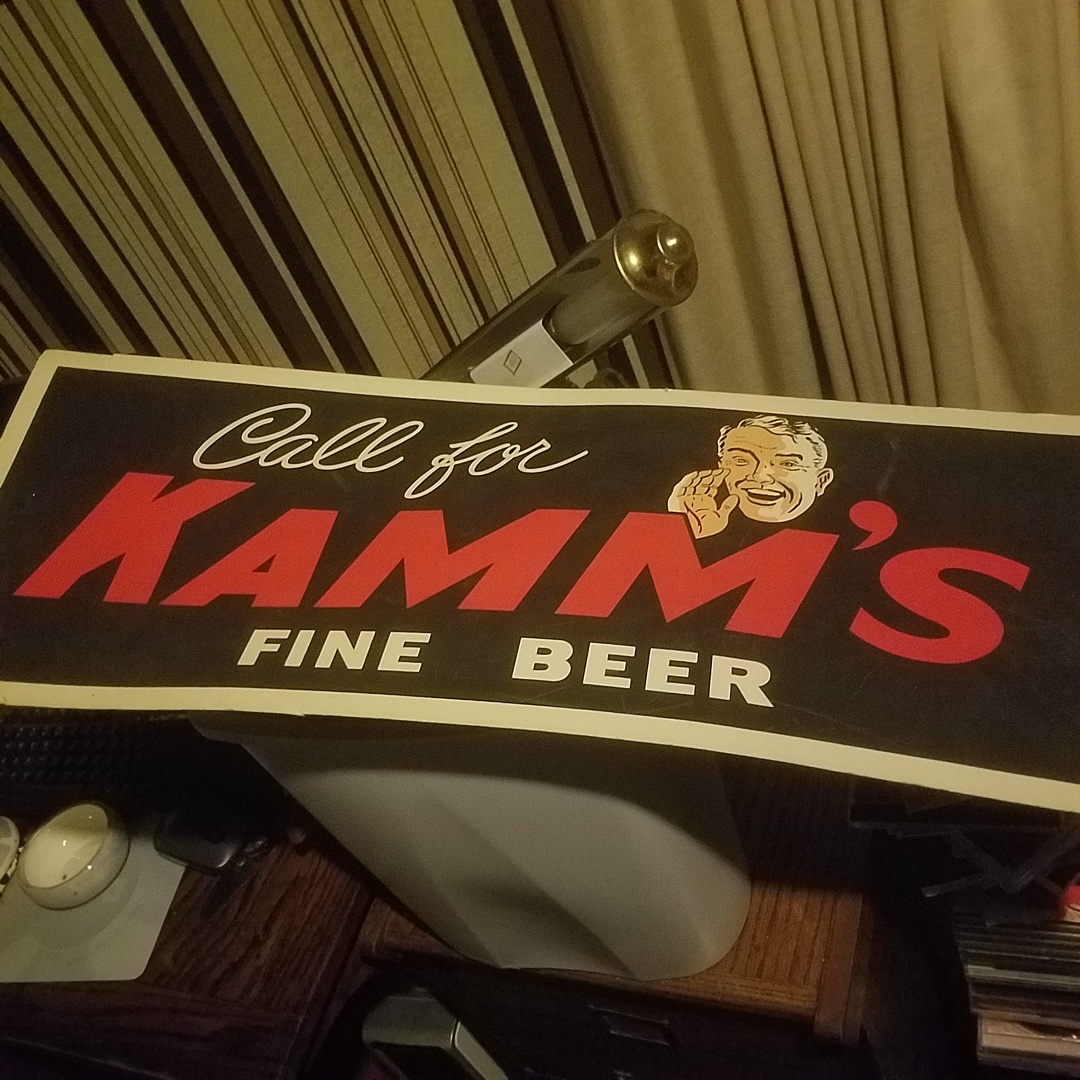 Call for
KAMM'S
FINE BEER